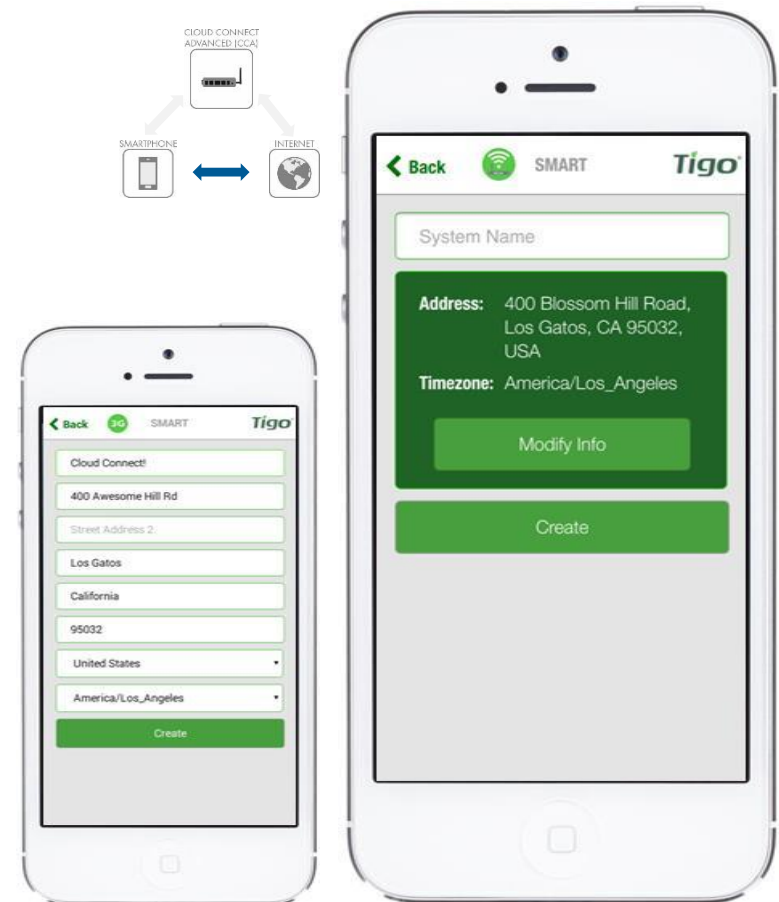 CLOUD CONNECT
ADVANCED (CCA)
SMARTPHONE
INTERNET
Back
3G
SMART
Tigo
Cloud Connect!
400 Awesome Hill Rd
Street Address 2
Los Gatos
California
95032
United States
America/Los_Angeles
Create
Back
SMART
Tigo
System Name
Address: 400 Blossom Hill Road,
Los Gatos, CA 95032,
USA
Timezone: America/Los_Angeles
Modify Info
Create